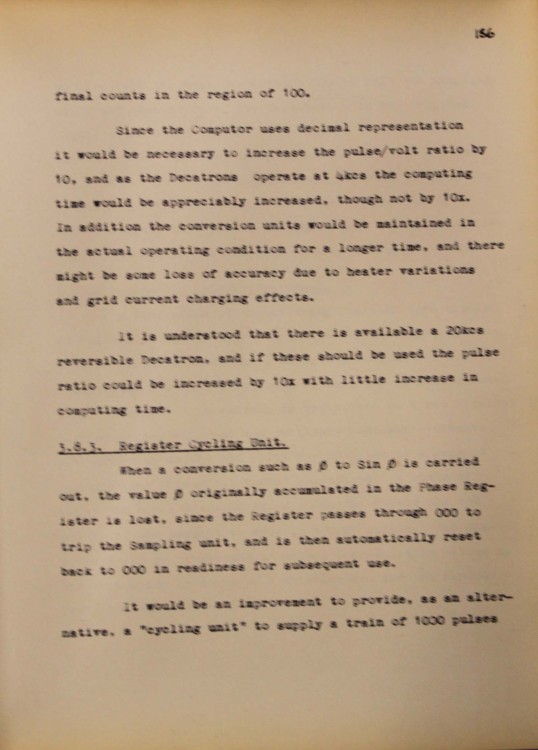 186
final counts in the region of 100.
Since the Computor uses decimal representation
it would be necessary to increase the pulse/volt ratio by
10, and as the Decatrons operate at 4kcs the computing
time would be appreciably increased, though not by 10x.
In addition the conversion units would be maintained in
the actual operating condition for a longer time, and there
might be some loss of accuracy due to heater variations
and grid current charging effects.
It is understood that there is available a 20kcs
reversible Decatron, and if these should be used the pulse
ratio could be increased by 10x with little increase in
computing time.
3.8.3. Register Cycling Unit.
When a conversion such as Ø to Sin Ø is carried
out, the value Ø originally accumulated in the Phase Reg-
ister is lost, since the Register passes through 000 to
trip the Sampling unit, and is then automatically reset
back to 000 in readiness for subsequent use.
It would be an improvement to provide, as an alter-
native, a "cycling unit" to supply a train of 1000 pulses